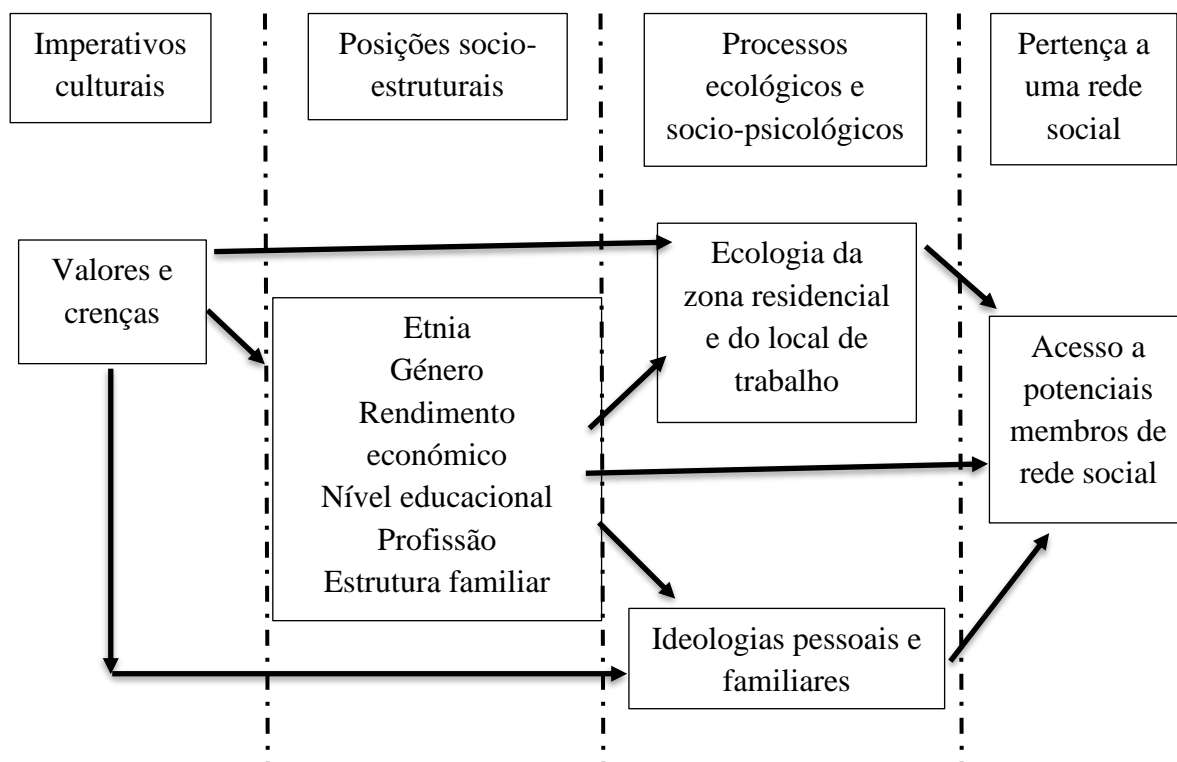 Imperativos
culturais
Posições socio-
estruturais
Processos
ecológicos e
socio-psicológicos
Pertença a
uma rede
social
Valores e
crenças
Etnia
Género
Rendimento
económico
Nível educacional
Profissão
Estrutura familiar
Ecologia da
zona residencial
e do local de
trabalho
Ideologias pessoais e
familiares
Acesso a
potenciais
membros de
rede social